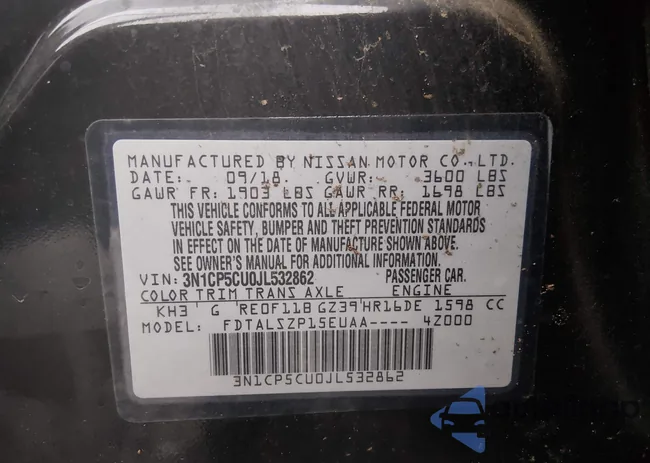 MANUFACTURED BY NISSAN MOTOR CO., LTD.
DATE: 09/18. GVWR: 3600 LBS
GAWR FR: 1903 LBS GAWR RR: 1698 LBS
THIS VEHICLE CONFORMS TO ALL APPLICABLE FEDERAL MOTOR
VEHICLE SAFETY, BUMPER AND THEFT PREVENTION STANDARDS
IN EFFECT ON THE DATE OF MANUFACTURE SHOWN ABOVE.
SEE OWNER'S MANUAL FOR ADDITIONAL INFORMATION.
VIN: 3N1CP5CU0JL532862 PASSENGER CAR.
COLOR TRIM TRANS AXLE ENGINE
KH3' G 'RE0F11B GZ39'HR16DE 1598 CC
MODEL: FDTALSZP15EUAA---- 4Z000
3N1CP5CU0JL532862